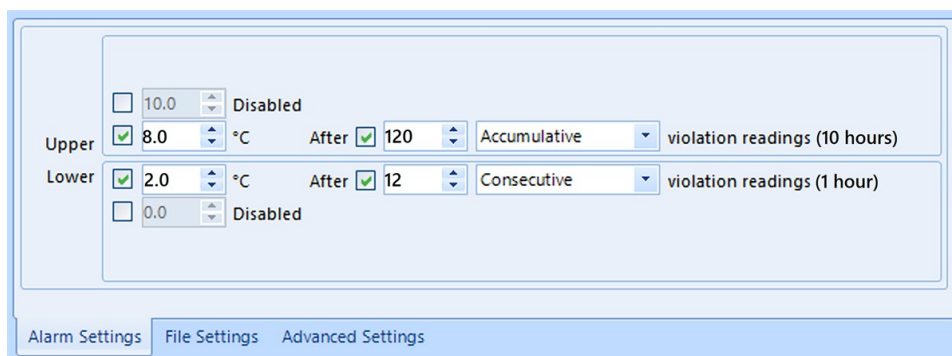 10.0 Disabled
Upper 8.0 °C After 120 Accumulative violation readings (10 hours)
Lower 2.0 °C After 12 Consecutive violation readings (1 hour)
0.0 Disabled
Alarm Settings File Settings Advanced Settings